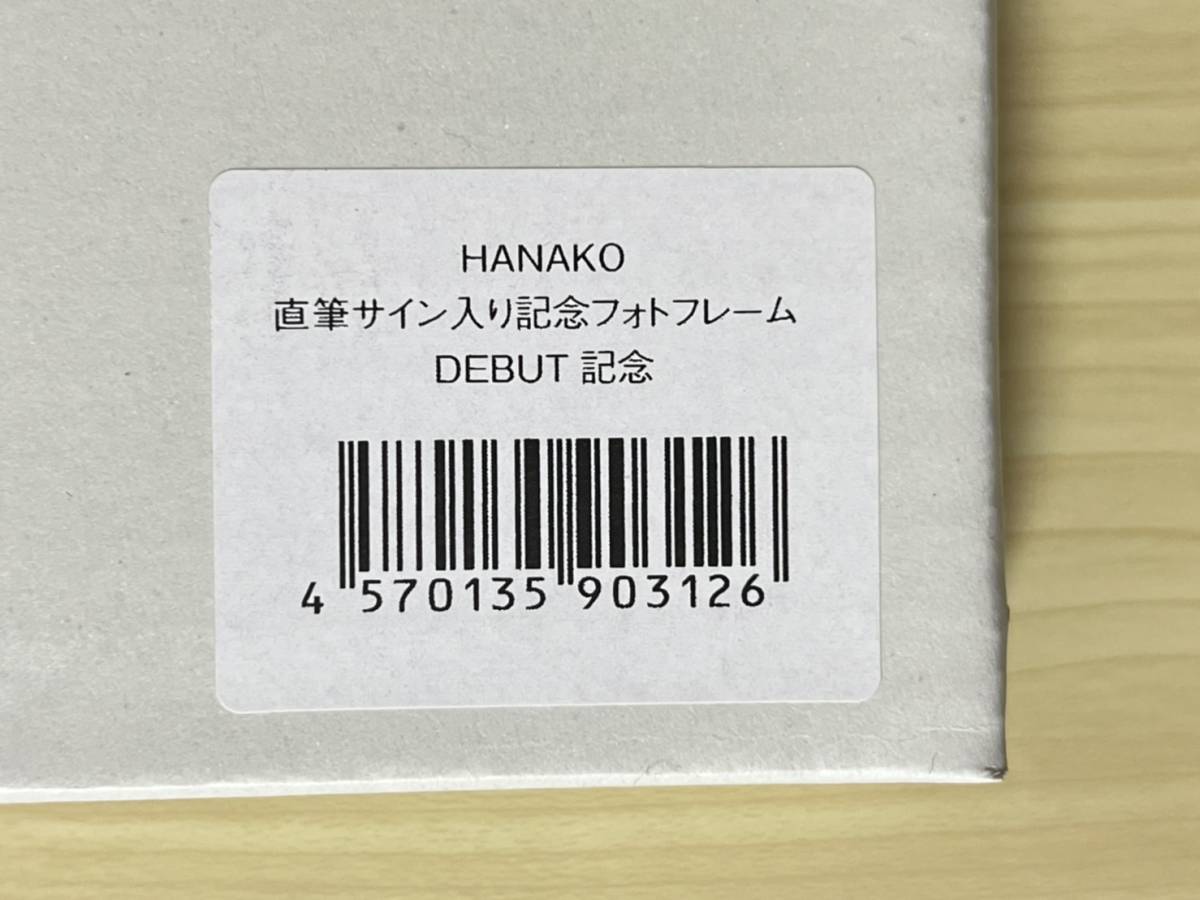 HANAKO
直筆サイン入り記念フォトフレーム
DEBUT 記念
4 570135 903126